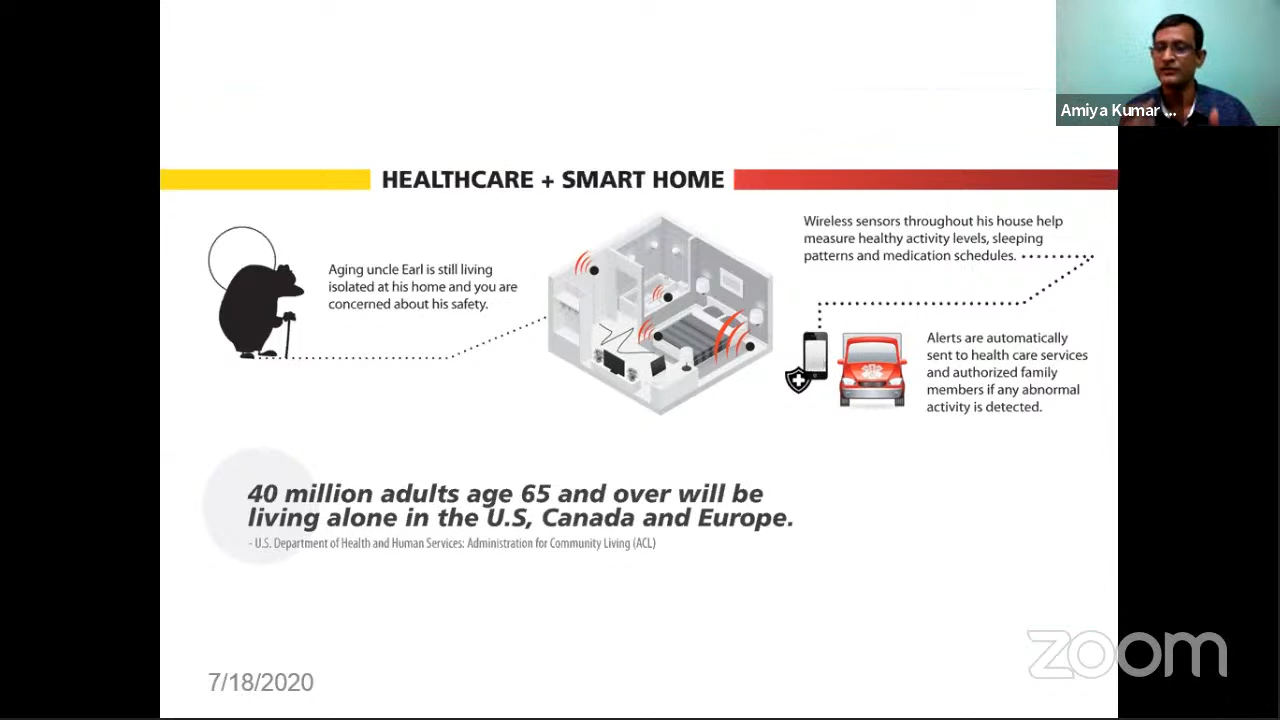 Amiya Kumar ...
HEALTHCARE + SMART HOME
Aging uncle Earl is still living
isolated at his home and you are
concerned about his safety.
Wireless sensors throughout his house help
measure healthy activity levels, sleeping
patterns and medication schedules.
Alerts are automatically
sent to health care services
and authorized family
members if any abnormal
activity is detected.
40 million adults age 65 and over will be
living alone in the U.S, Canada and Europe.
- U.S. Department of Health and Human Services: Administration for Community Living (ACL)
7/18/2020
zoom